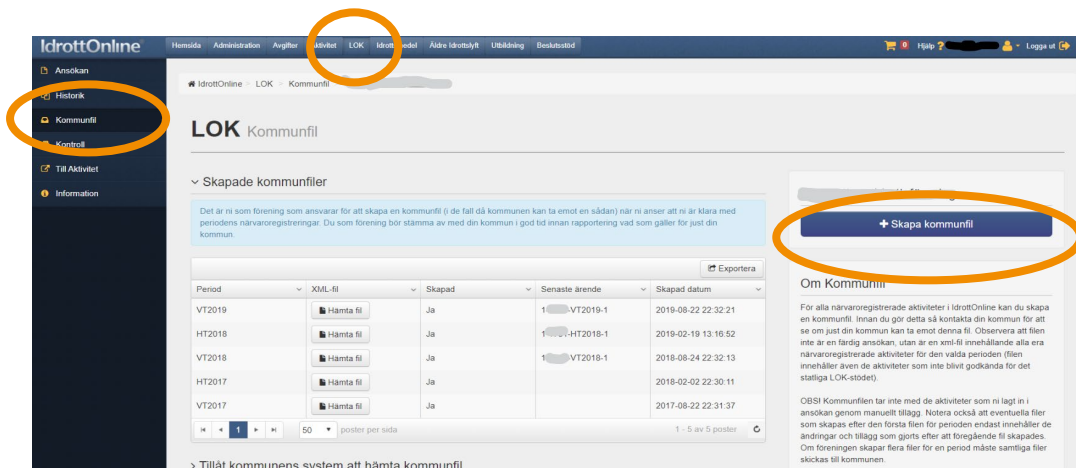 IdrottOnline
Hemsida Administration Avgifter Aktivitet LOK Äldre Idrottslyft Utbildning Beslutsstöd 0 Hjälp ? Logga ut
Ansökan
Historik
Kommunfil
Kontroll
Till Aktivitet
Information
IdrottOnline > LOK > Kommunfil
LOK Kommunfil
Skapade kommunfiler
Det är ni som förening som ansvarar för att skapa en kommunfil (i de fall då kommunen kan ta emot en sådan) när ni anser att ni är klara med
periodens närvaroregistreringar. Du som förening bör stämma av med din kommun i god tid innan rapportering vad som gäller för just din
kommun.
Exportera
Period XML-fil Skapad Senaste ärende Skapad datum
VT2019 Hämta fil Ja 1 -VT2019-1 2019-08-22 22:32:21
HT2018 Hämta fil Ja 1 -HT2018-1 2019-02-19 13:16:52
VT2018 Hämta fil Ja 1 VT2018-1 2018-08-24 22:32:13
HT2017 Hämta fil Ja 2018-02-02 22:30:11
VT2017 Hämta fil Ja 2017-08-22 22:31:37
1 50 poster per sida 1 - 5 av 5 poster
Tillåt kommunens system att hämta kommunfil
+ Skapa kommunfil
Om Kommunfil
För alla närvaroregistrerade aktiviteter i IdrottOnline kan du skapa
en kommunfil. Innan du gör detta så kontakta din kommun för att
se om just din kommun kan ta emot denna fil. Observera att filen
inte är en färdig ansökan, utan är en xml-fil innehållande alla era
närvaroregistrerade aktiviteter för den valda perioden (filen
innehåller även de aktiviteter som inte blivit godkända för det
statliga LOK-stödet).
OBS! Kommunfilen tar inte med de aktiviteter som ni lagt in i
ansökan genom manuellt tillägg. Notera också att eventuella filer
som skapas efter den första filen för perioden endast innehåller de
ändringar och tillägg som gjorts efter att föregående fil skapades.
Om föreningen skapar flera filer för en period måste samtliga filer
skickas till kommunen.